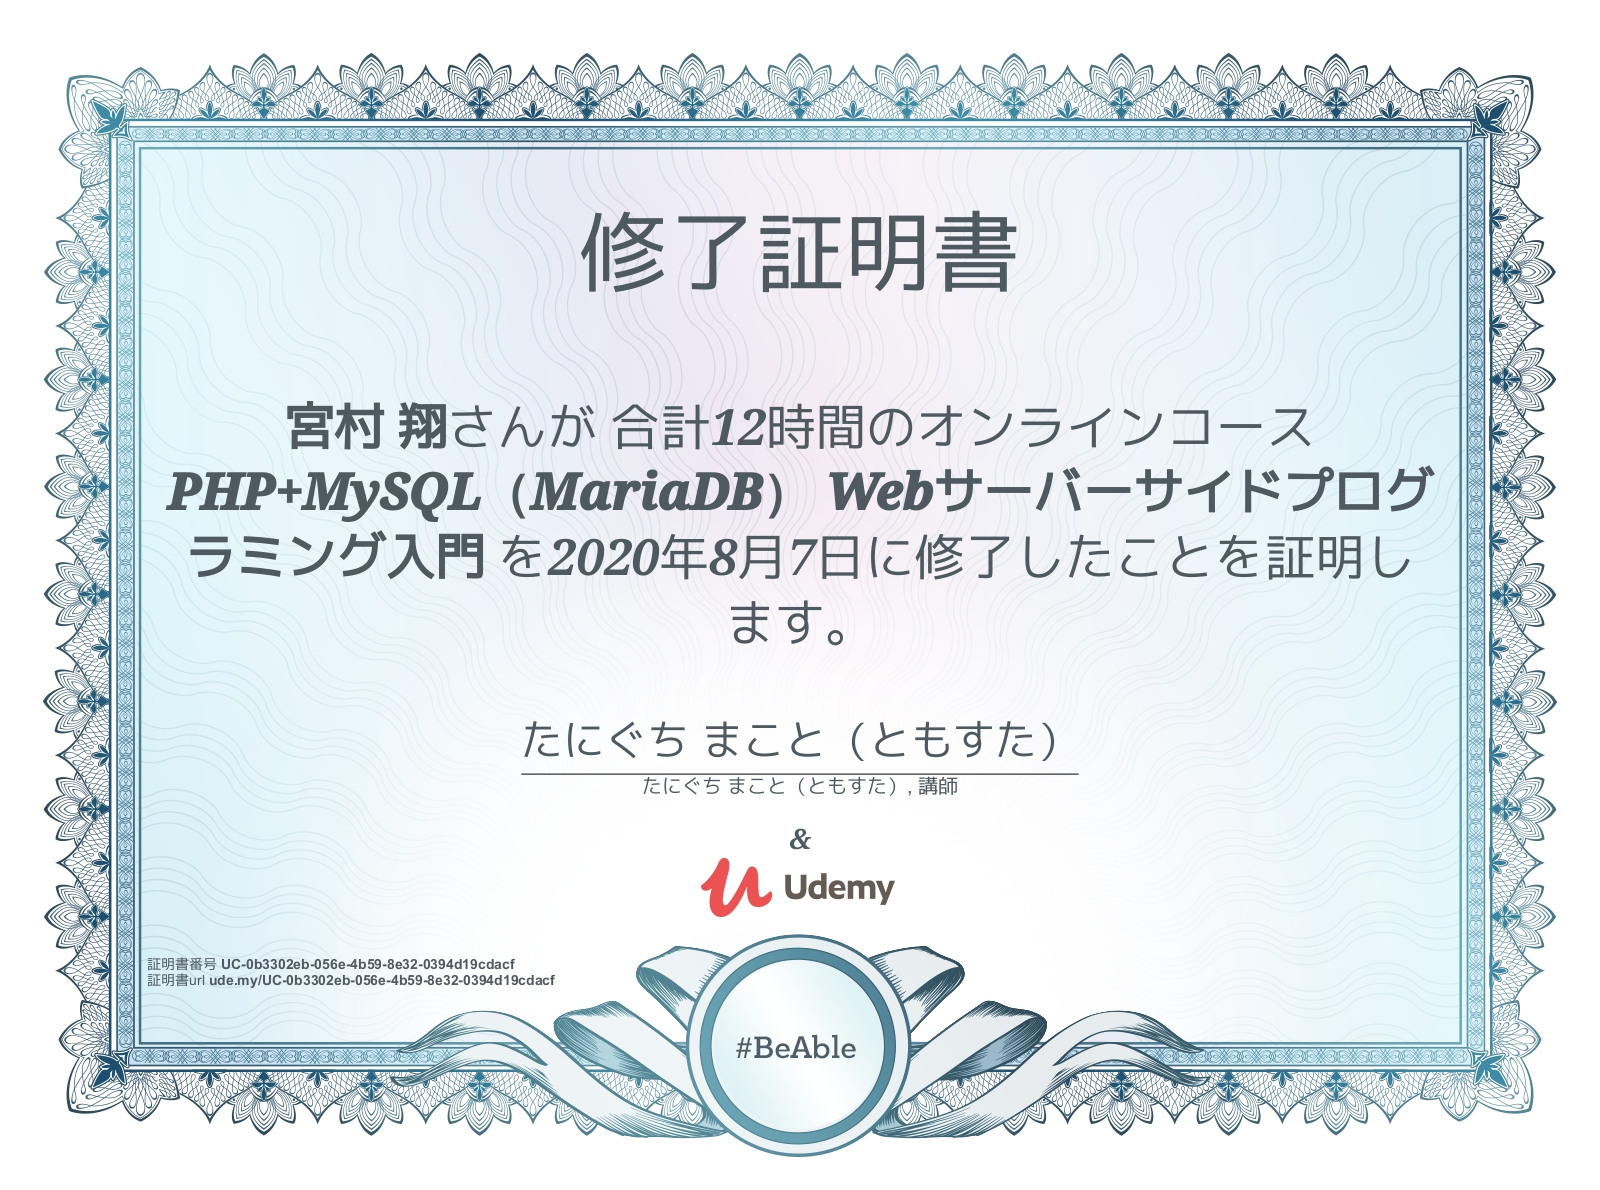 修了証明書
宮村 翔さんが 合計12時間のオンラインコース
PHP+MySQL（MariaDB） Webサーバーサイドプログ
ラミング入門 を2020年8月7日に修了したことを証明し
ます。
たにぐち まこと（ともすた）
たにぐち まこと（ともすた）, 講師
&
Udemy
証明書番号 UC-0b3302eb-056e-4b59-8e32-0394d19cdacf
証明書url ude.my/UC-0b3302eb-056e-4b59-8e32-0394d19cdacf
#BeAble